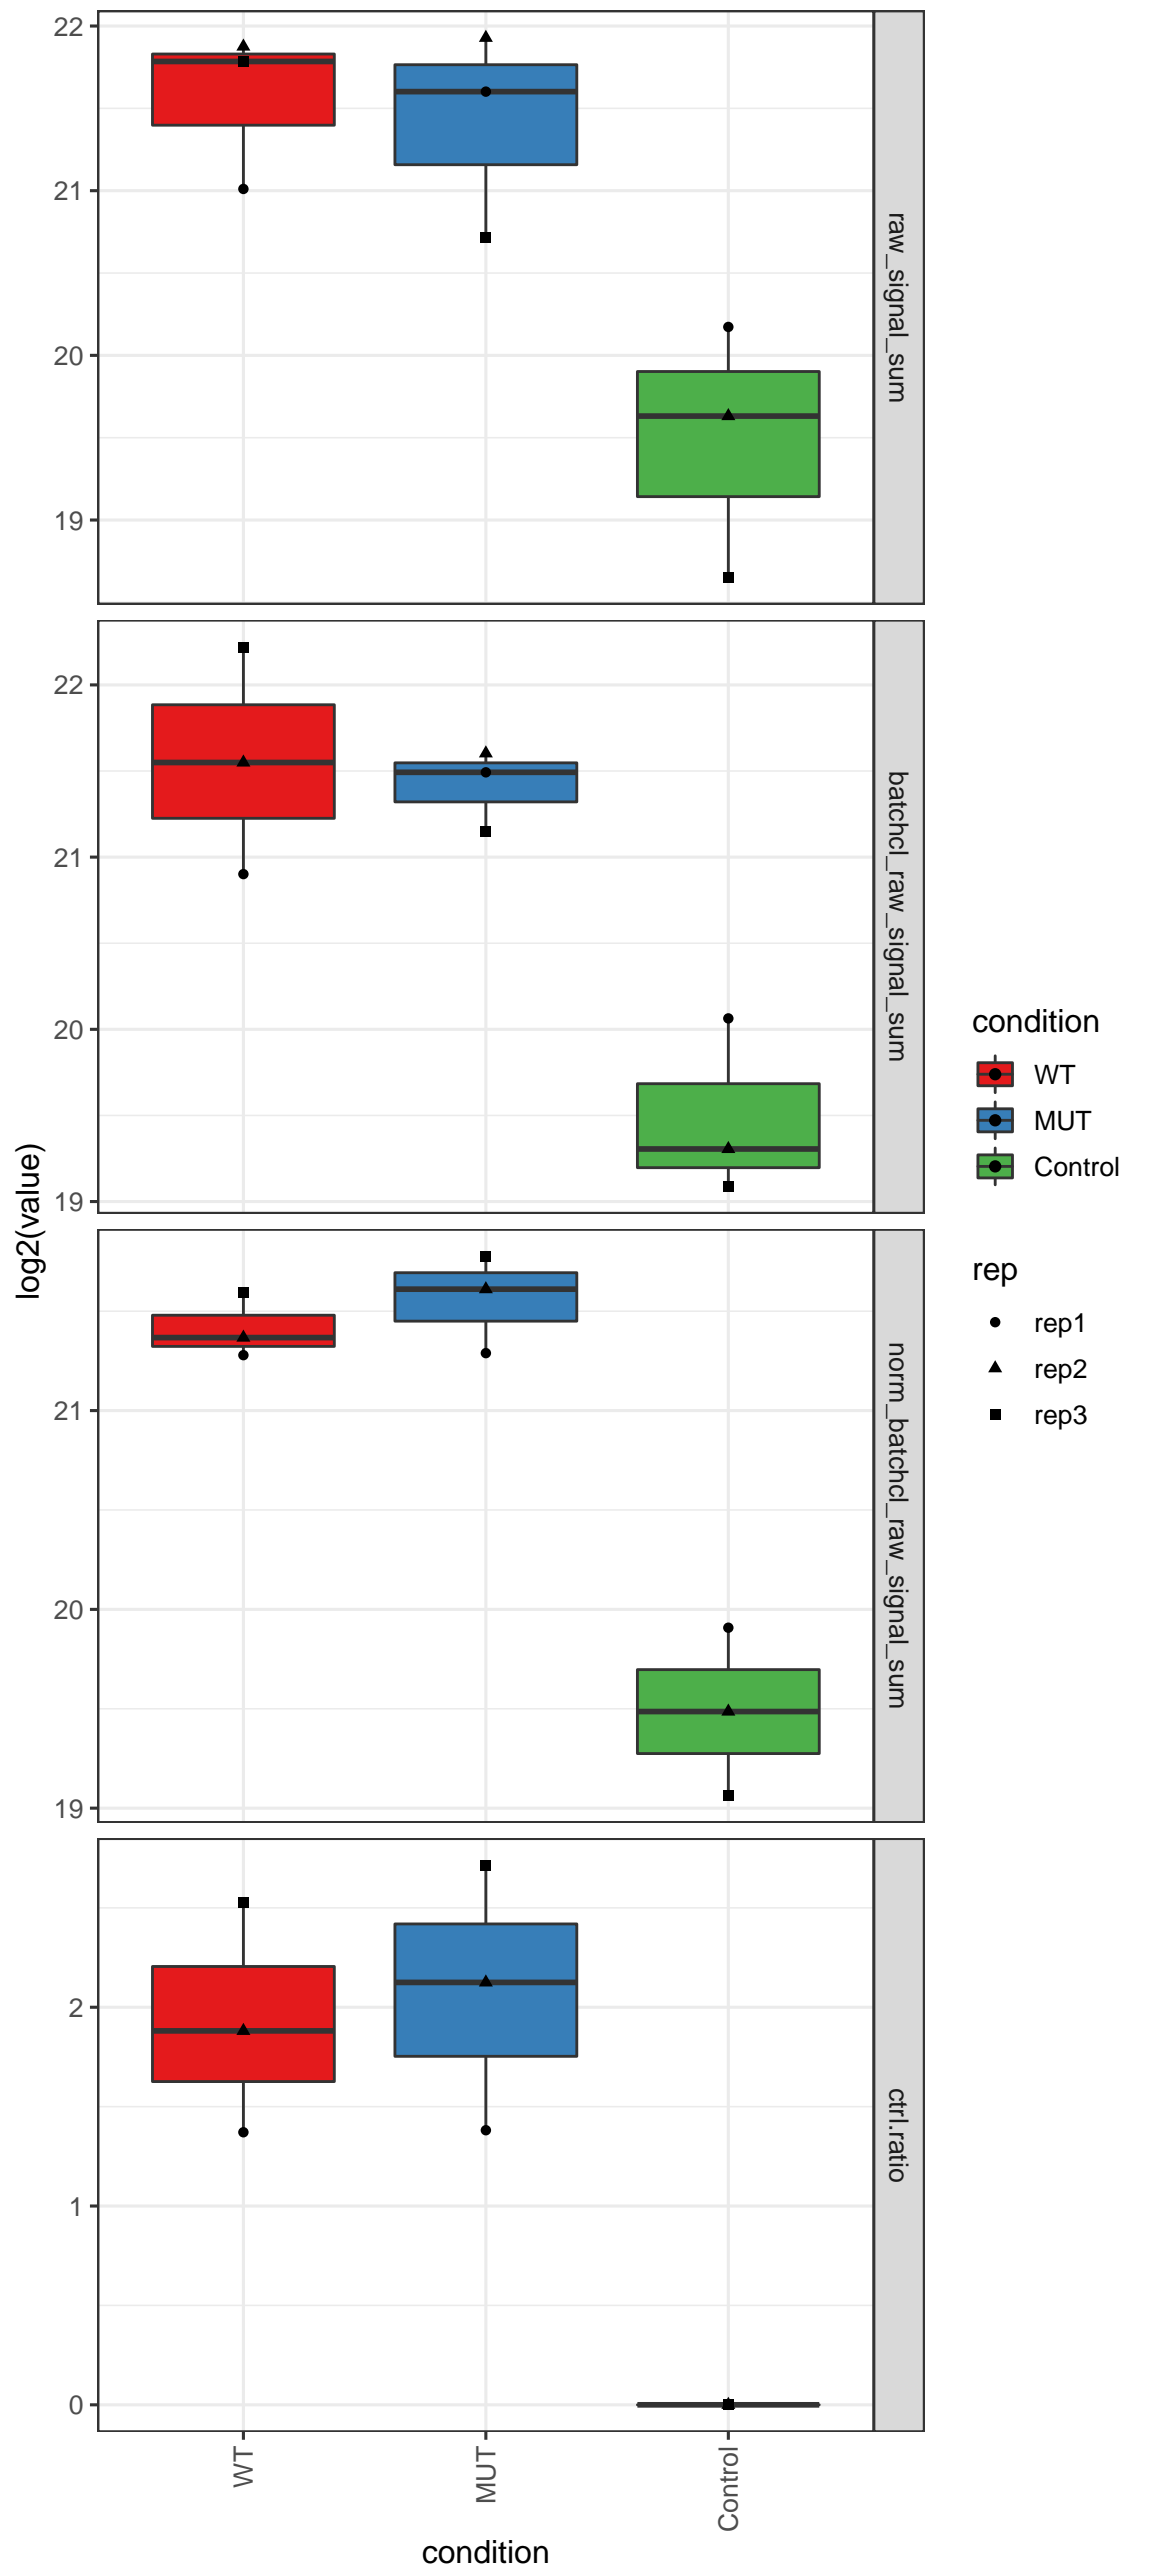 log2(value)
22
21
20
19
raw_signal_sum
22
21
20
19
batchcl_raw_signal_sum
21
20
19
norm_batchcl_raw_signal_sum
2
1
0
ctrl.ratio
WT
MUT
Control
condition
condition
WT
MUT
Control
rep
rep1
rep2
rep3